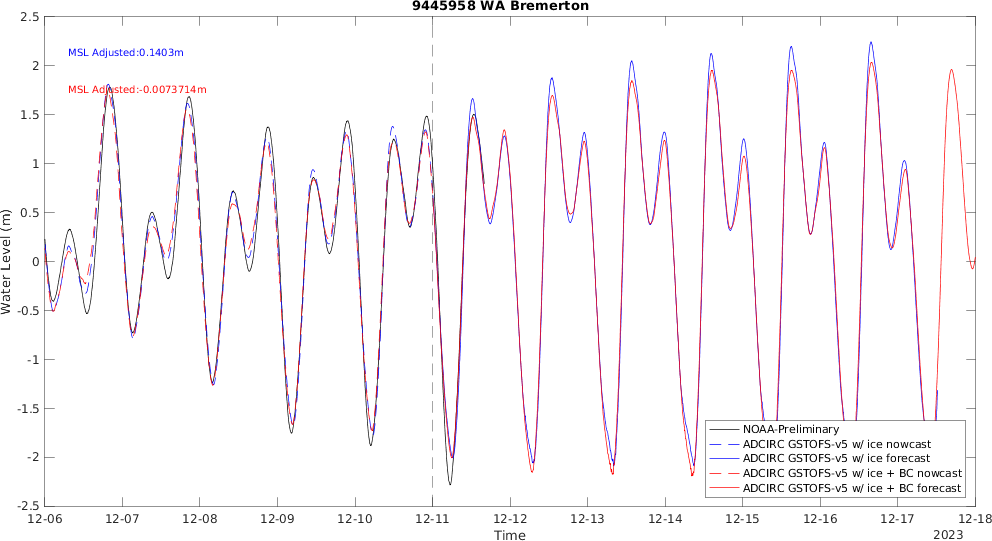 9445958 WA Bremerton
2.5
2
1.5
1
0.5
0
-0.5
-1
-1.5
-2
-2.5
Water Level (m)
MSL Adjusted:0.1403m
MSL Adjusted:-0.0073714m
NOAA-Preliminary
ADCIRC GSTOFS-v5 w/ ice nowcast
ADCIRC GSTOFS-v5 w/ ice forecast
ADCIRC GSTOFS-v5 w/ ice + BC nowcast
ADCIRC GSTOFS-v5 w/ ice + BC forecast
12-06 12-07 12-08 12-09 12-10 12-11 12-12 12-13 12-14 12-15 12-16 12-17 12-18
Time
2023